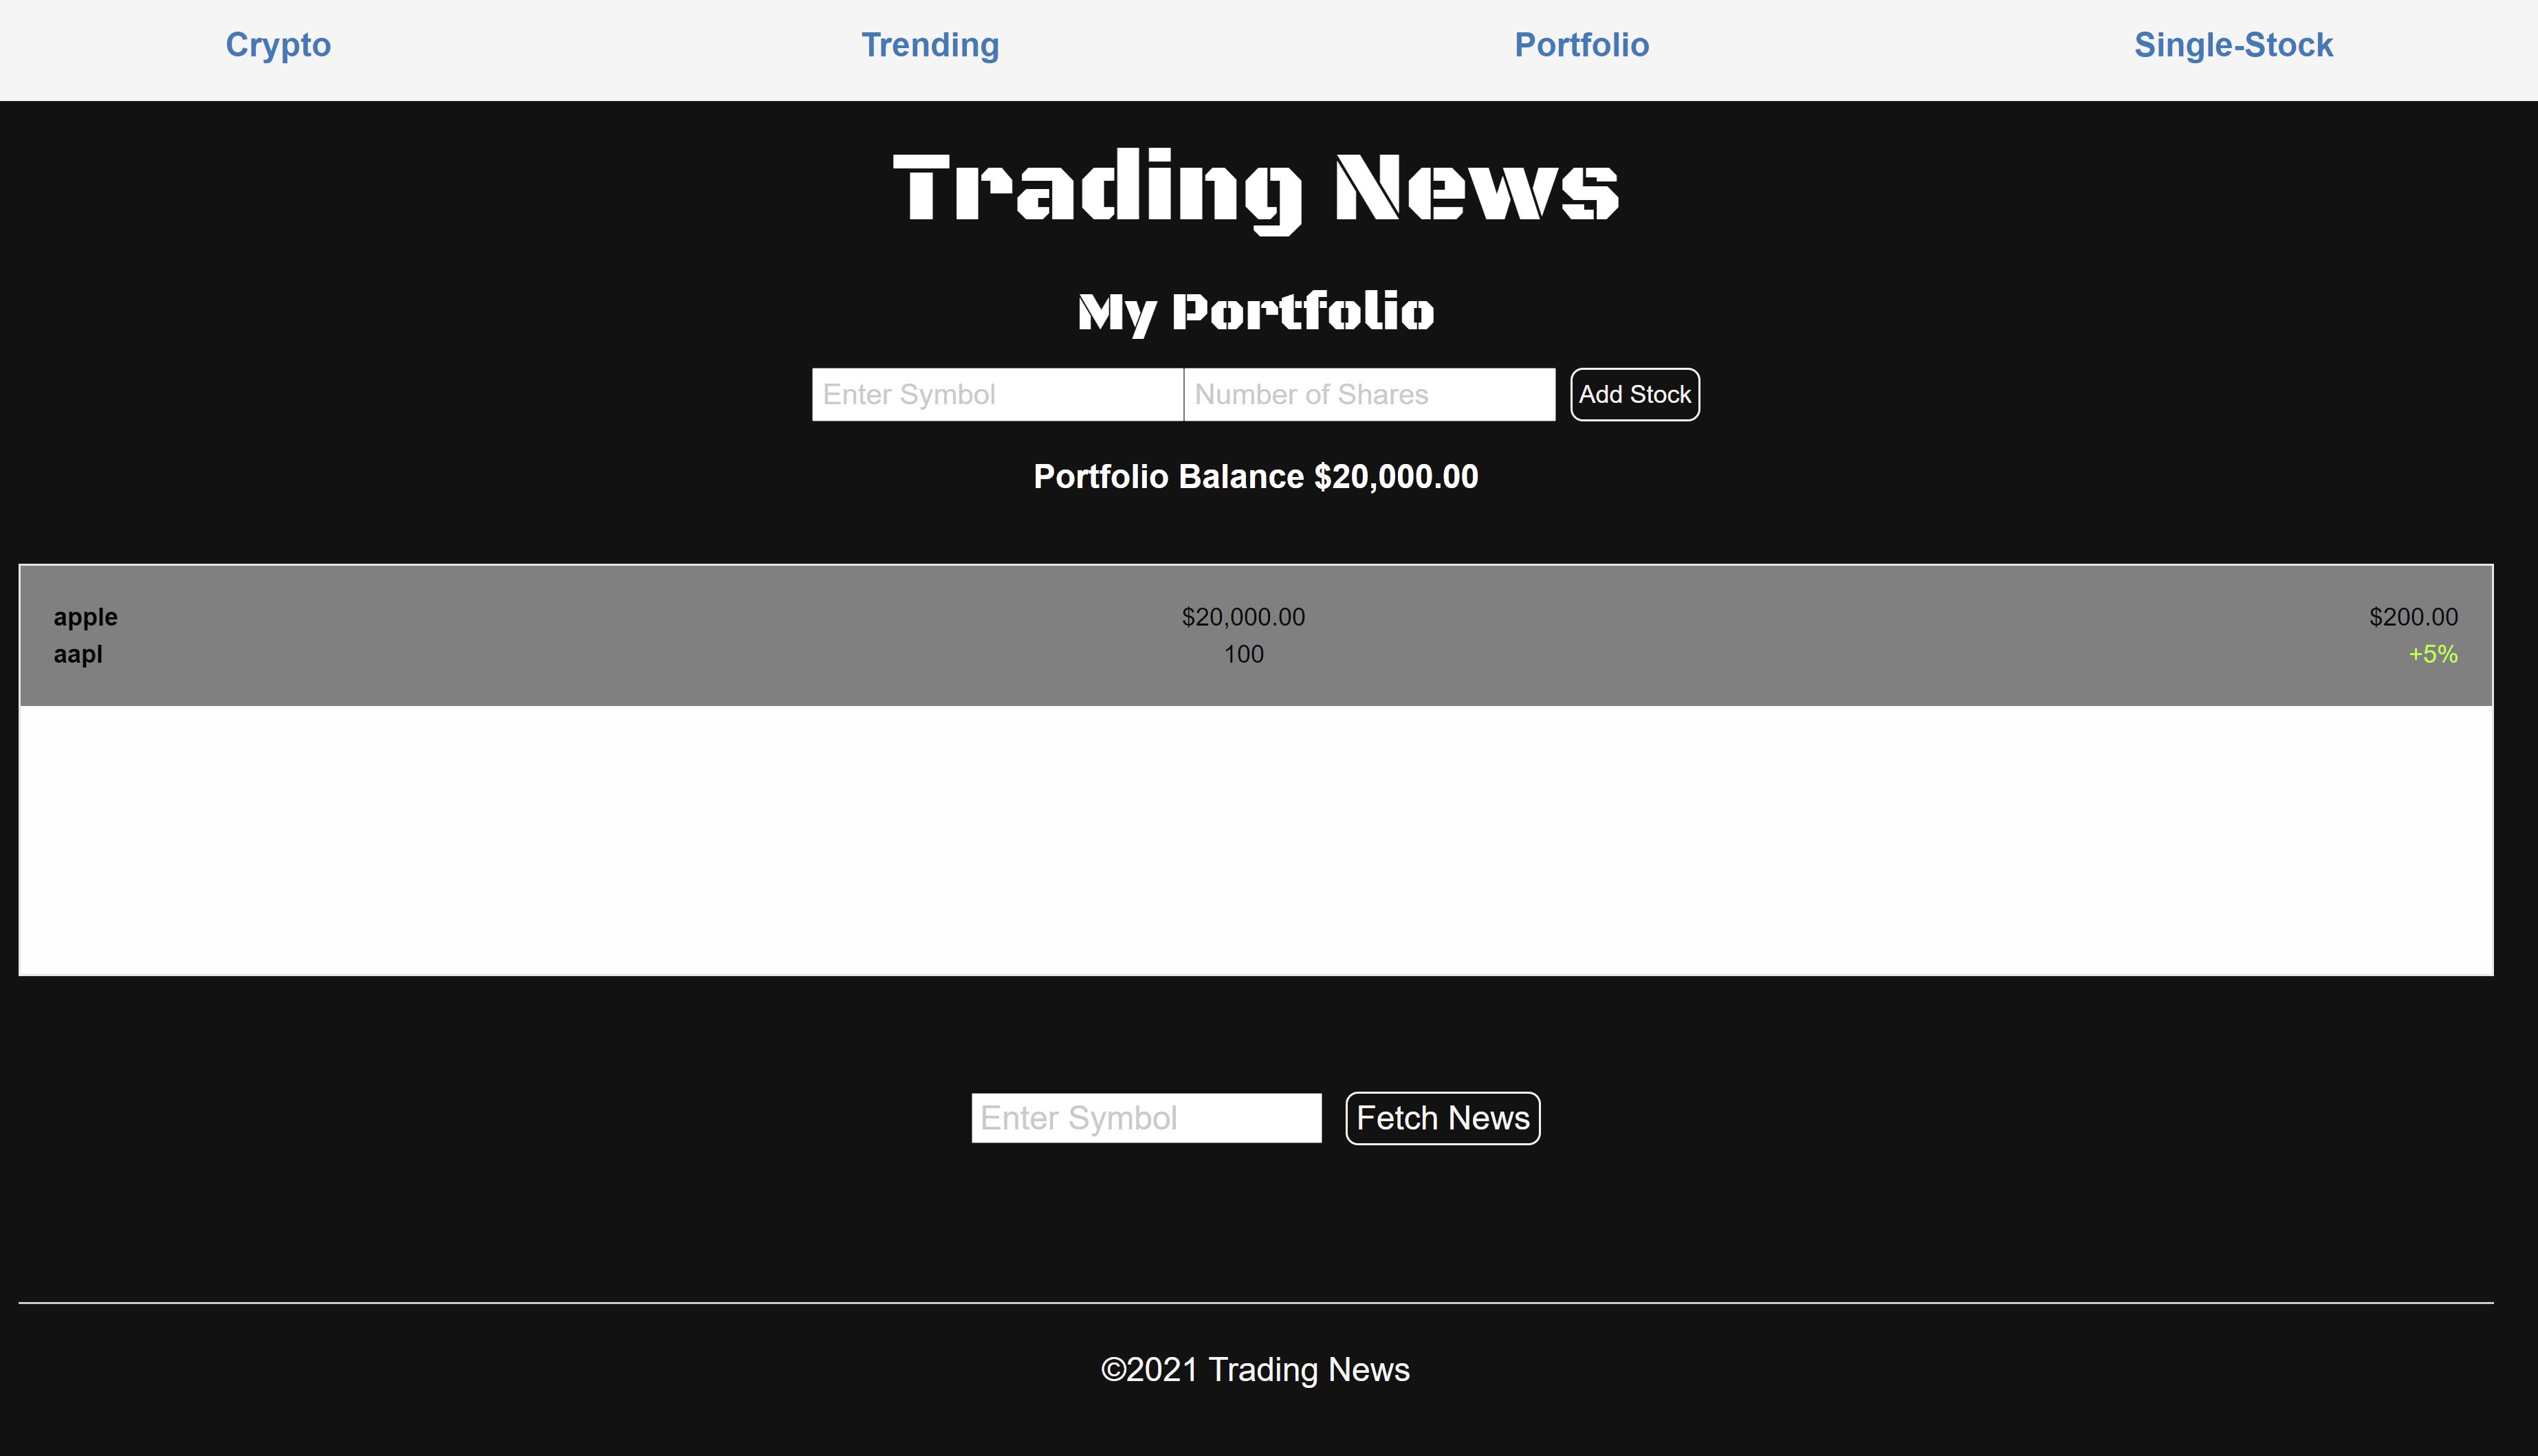 Crypto Trending Portfolio Single-Stock
Trading News
My Portfolio
Enter Symbol Number of Shares Add Stock
Portfolio Balance $20,000.00
apple $20,000.00 $200.00
aapl 100 +5%
Enter Symbol Fetch News
©2021 Trading News